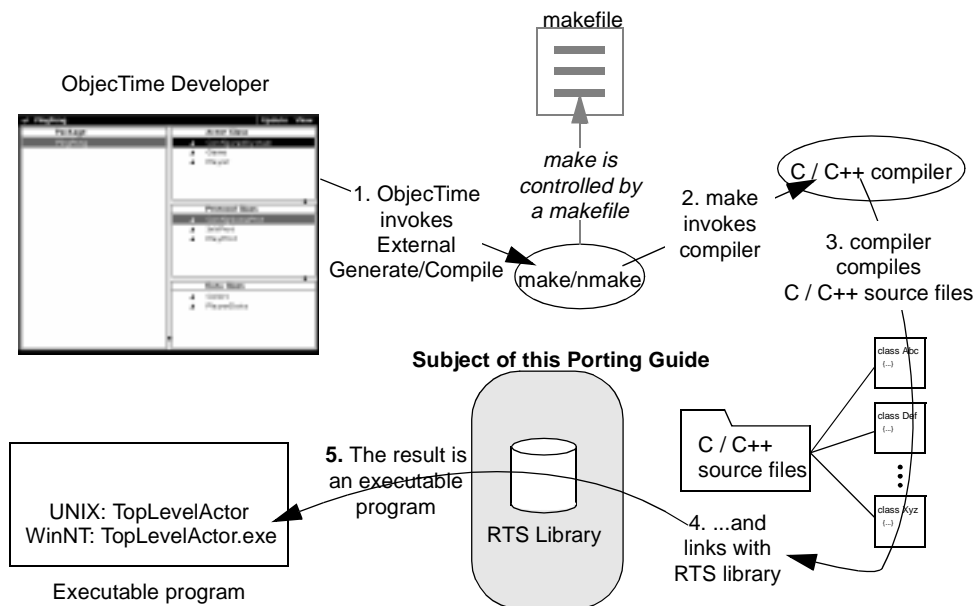 makefile
ObjecTime Developer
make is
controlled by
a makefile
1. ObjecTime
invokes
External
Generate/Compile
make/nmake
2. make
invokes
compiler
C / C++ compiler
3. compiler
compiles
C / C++ source files
Subject of this Porting Guide
class Abc
{...}
class Def
{...}
class Xyz
{...}
C / C++
source files
4. ...and
links with
RTS library
RTS Library
5. The result is
an executable
program
UNIX: TopLevelActor
WinNT: TopLevelActor.exe
Executable program